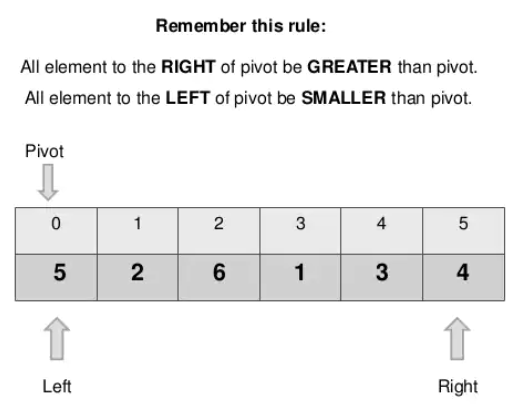 Remember this rule:
All element to the RIGHT of pivot be GREATER than pivot.
All element to the LEFT of pivot be SMALLER than pivot.
Pivot
0 1 2 3 4 5
5 2 6 1 3 4
Left Right